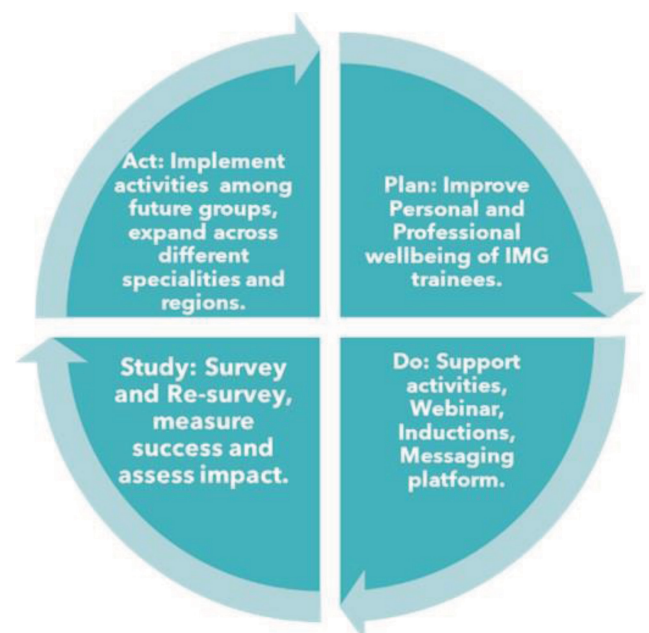 Act: Implement
activities among
future groups,
expand across
different
specialities and
regions.
Plan: Improve
Personal and
Professional
wellbeing of IMG
trainees.
Study: Survey
and Re-survey,
measure
success and
assess impact.
Do: Support
activities,
Webinar,
Inductions,
Messaging
platform.